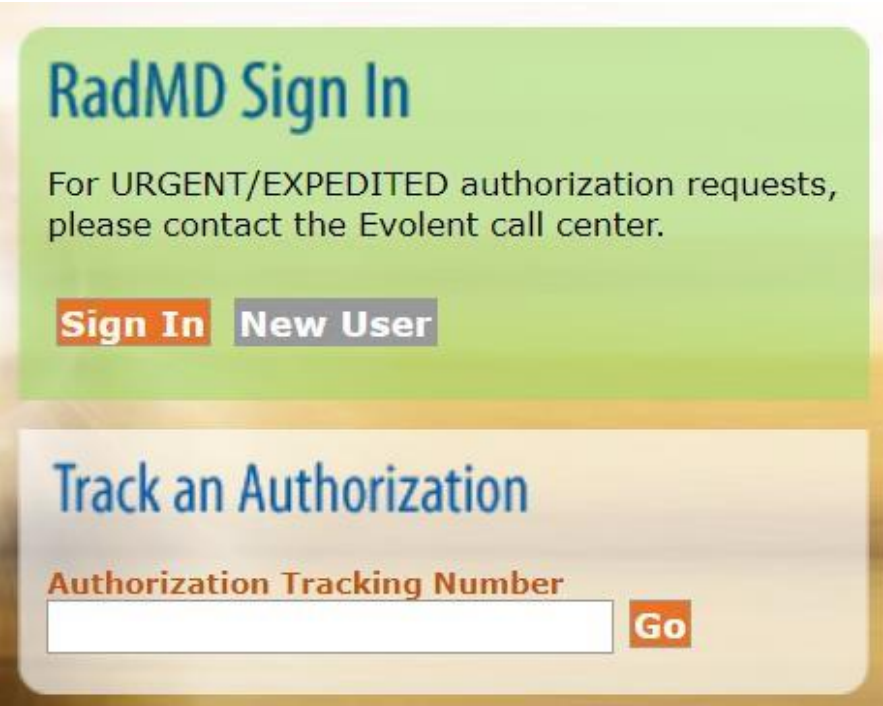 RadMD Sign In
For URGENT/EXPEDITED authorization requests,
please contact the Evolent call center.
Sign In New User
Track an Authorization
Authorization Tracking Number
Go